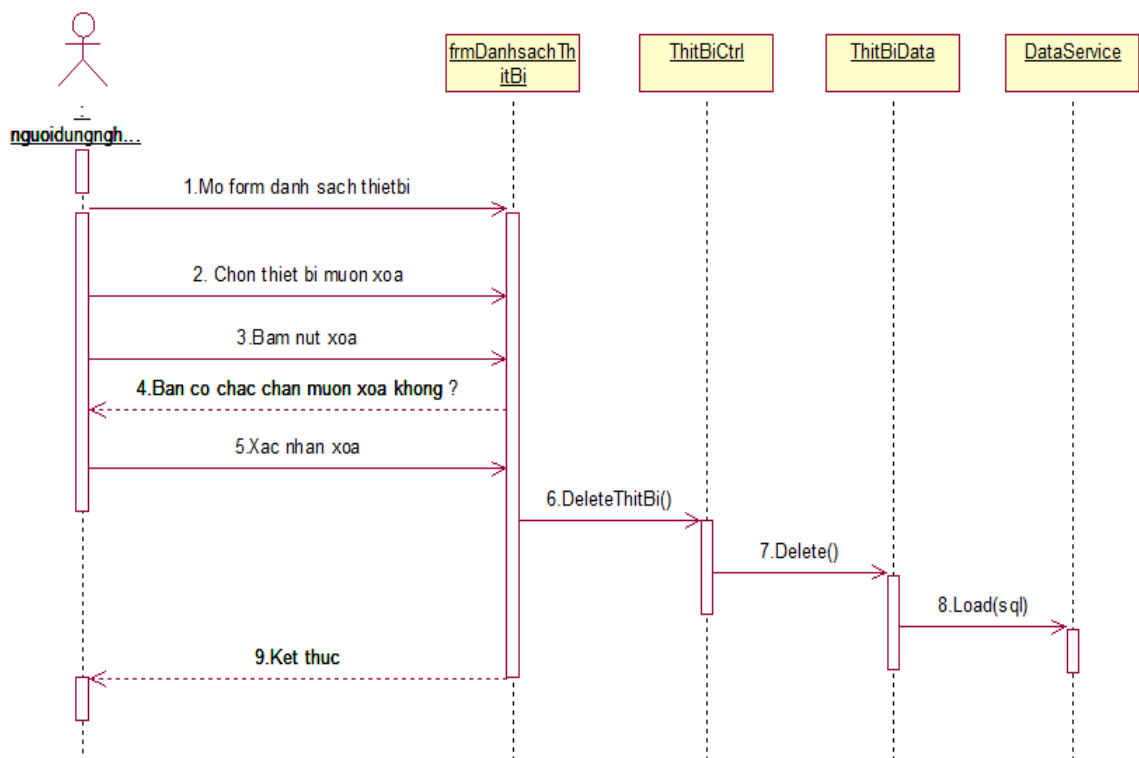 frmDanhsachTh
itBi
ThitBiCtrl
ThitBiData
DataService
:
nguoidungngh...
1.Mo form danh sach thietbi
2. Chon thiet bi muon xoa
3.Bam nut xoa
4.Ban co chac chan muon xoa khong ?
5.Xac nhan xoa
6.DeleteThitBi()
7.Delete()
8.Load(sql)
9.Ket thuc